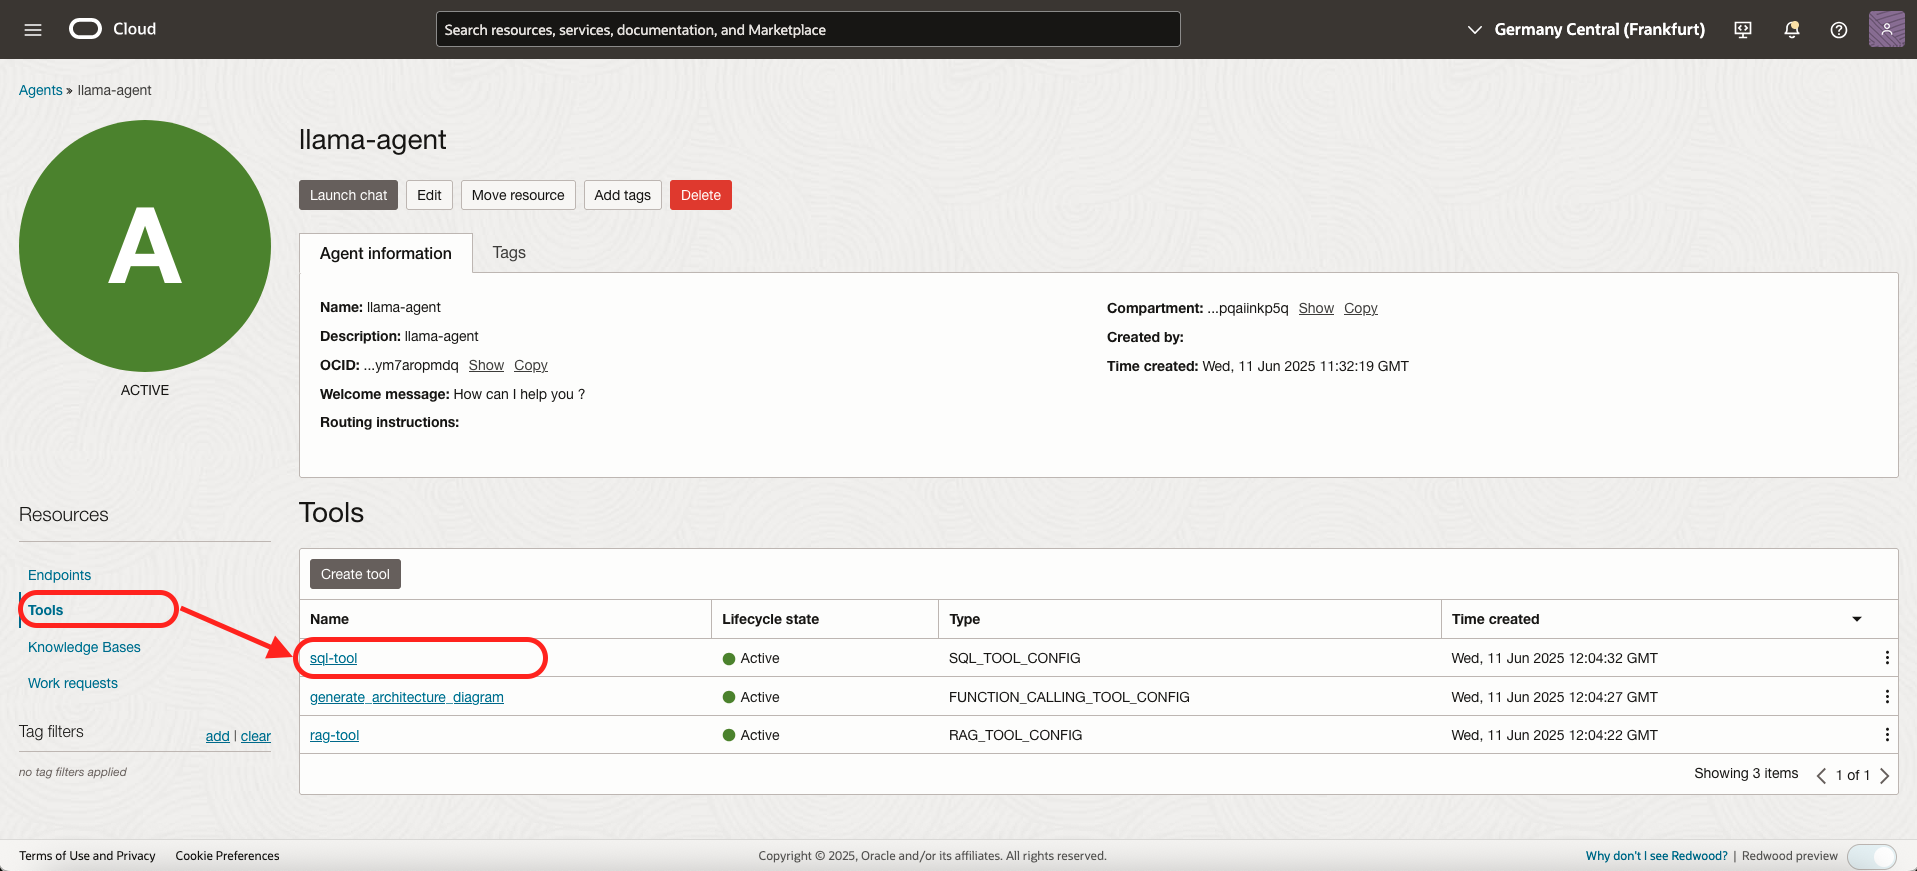 Cloud
Search resources, services, documentation, and Marketplace
Germany Central (Frankfurt)
Agents » llama-agent
A
ACTIVE
llama-agent
Launch chat Edit Move resource Add tags Delete
Agent information Tags
Name: llama-agent
Description: llama-agent
OCID: ...ym7aropmdq Show Copy
Welcome message: How can I help you ?
Routing instructions:
Compartment: ...pqaiinkp5q Show Copy
Created by:
Time created: Wed, 11 Jun 2025 11:32:19 GMT
Resources
Endpoints
Tools
Knowledge Bases
Work requests
Tag filters add | clear
no tag filters applied
Tools
Create tool
Name Lifecycle state Type Time created
sql-tool Active SQL_TOOL_CONFIG Wed, 11 Jun 2025 12:04:32 GMT
generate_architecture_diagram Active FUNCTION_CALLING_TOOL_CONFIG Wed, 11 Jun 2025 12:04:27 GMT
rag-tool Active RAG_TOOL_CONFIG Wed, 11 Jun 2025 12:04:22 GMT
Showing 3 items 1 of 1
Terms of Use and Privacy Cookie Preferences Copyright © 2025, Oracle and/or its affiliates. All rights reserved. Why don't I see Redwood? | Redwood preview